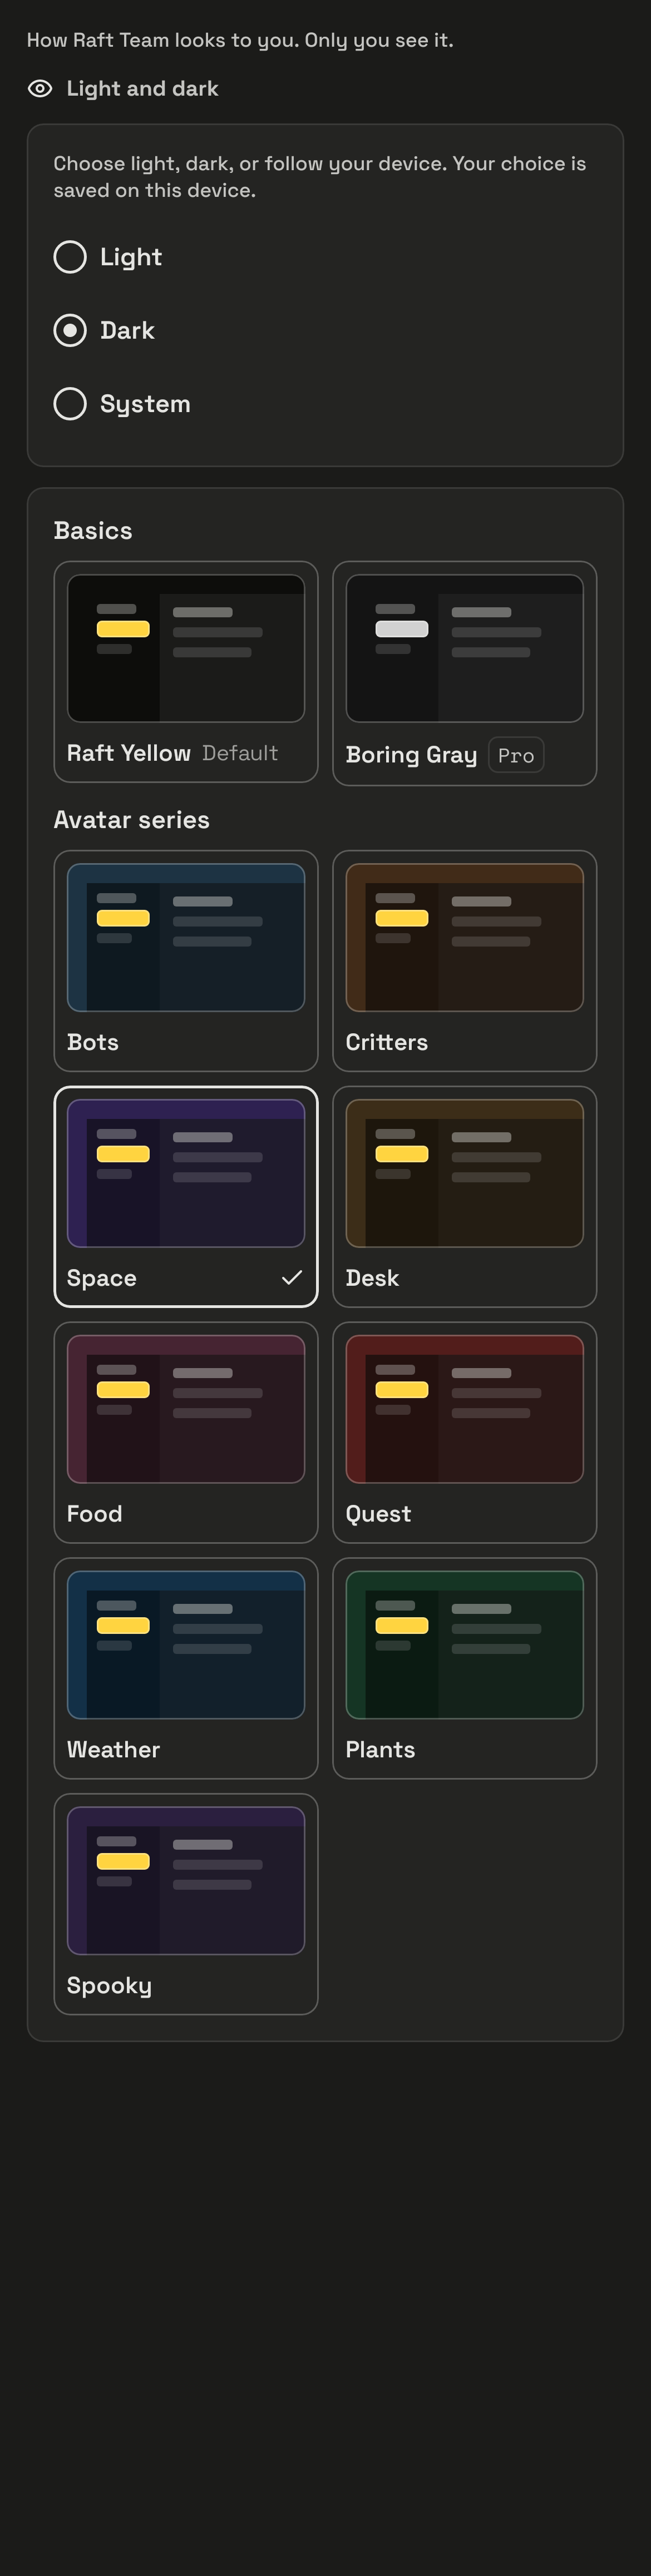 How Raft Team looks to you. Only you see it.
Light and dark
Choose light, dark, or follow your device. Your choice is
saved on this device.
Light
Dark
System
Basics
Raft Yellow Default
Boring Gray Pro
Avatar series
Bots
Critters
Space
Desk
Food
Quest
Weather
Plants
Spooky